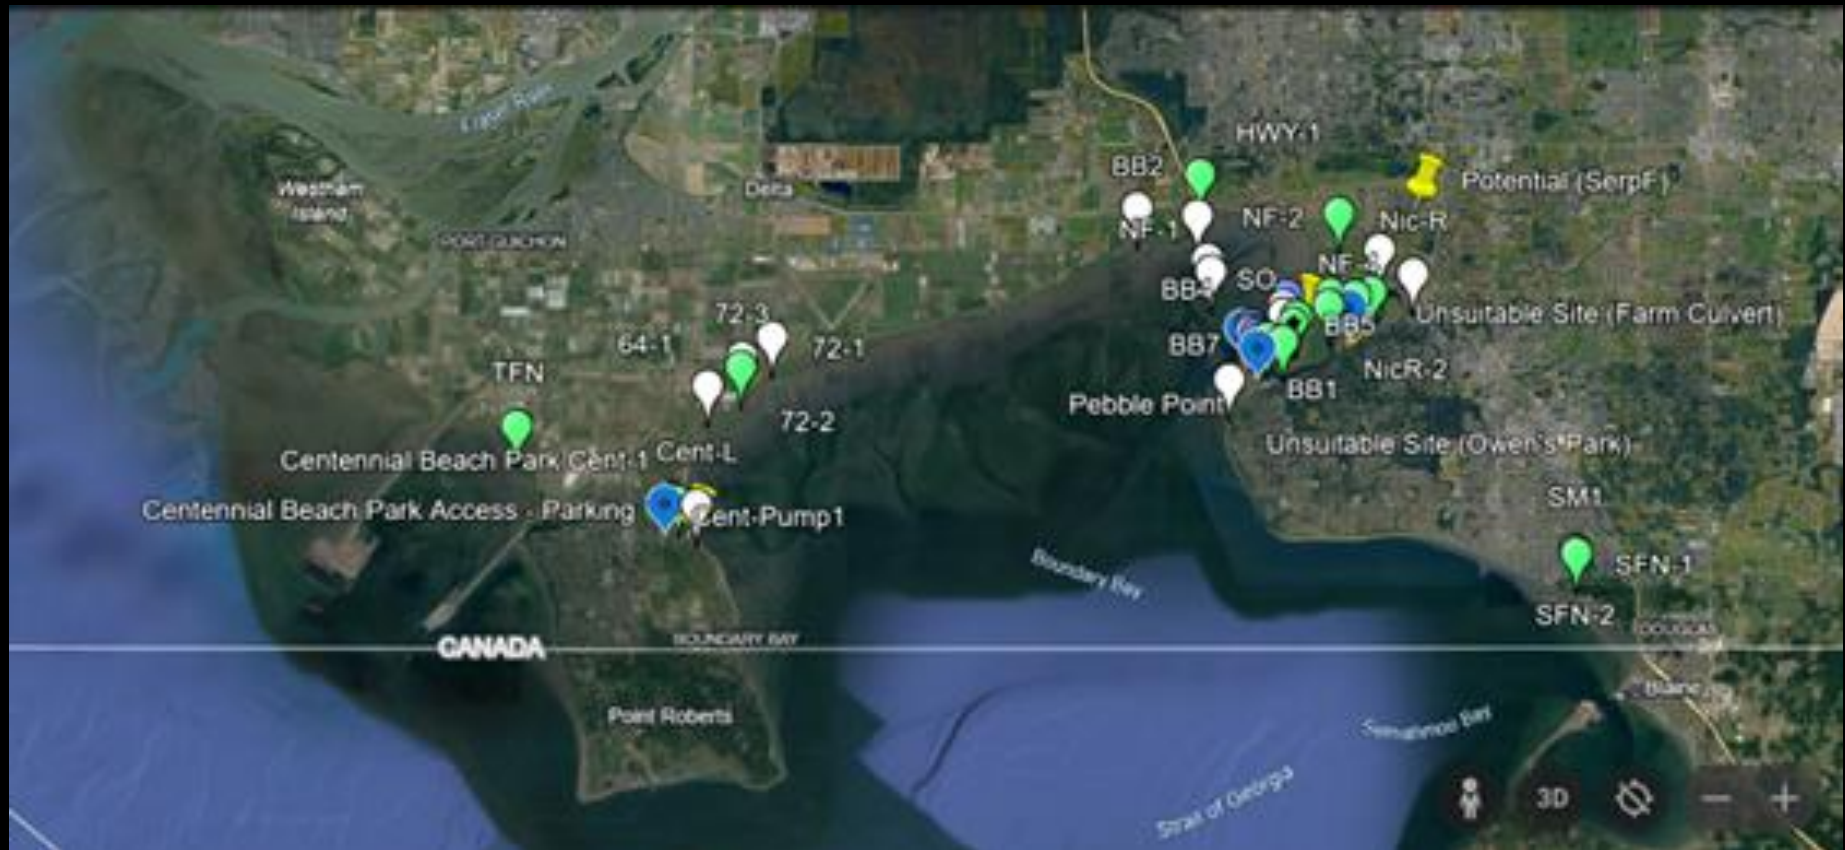 HWY-1
BB2
Potential (SerpF)
Fraser River
Westham
Island
Delta
NF-1
NF-2
Nic-R
PORT GUICHON
NF-3
SO
BB4
72-3
Unsuitable Site (Farm Culvert)
64-1
72-1
BB5
BB7
TFN
NicR-2
BB1
Pebble Point
72-2
Unsuitable Site (Owen's Park)
Centennial Beach Park Cent-1
Cent-L
SM1
Centennial Beach Park Access - Parking
Cent-Pump1
Boundary Bay
SFN-1
SFN-2
DOUGLAS
BOUNDARY BAY
CANADA
Blaine
Point Roberts
Semiahmoo Bay
3D
Strait of Georgia